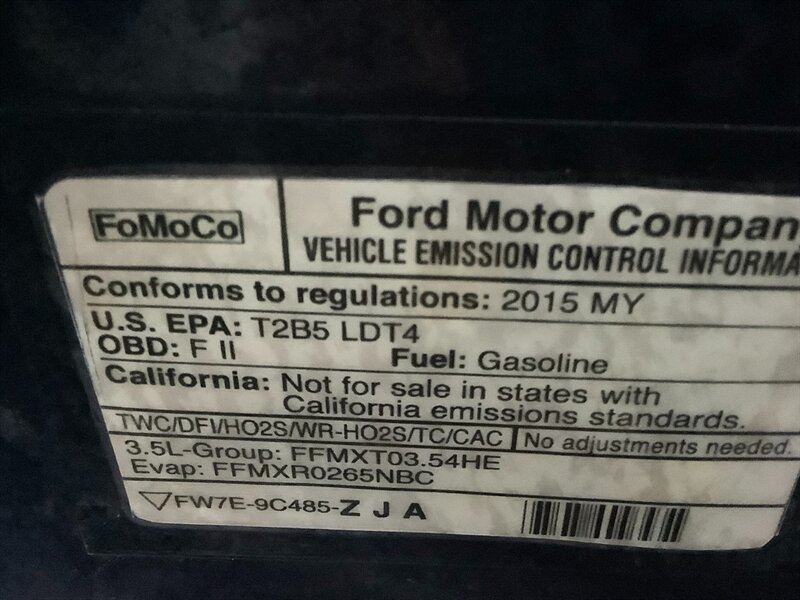 FoMoCo
Ford Motor Compan
VEHICLE EMISSION CONTROL INFORMA
Conforms to regulations: 2015 MY
U.S. EPA: T2B5 LDT4
OBD: F II Fuel: Gasoline
California: Not for sale in states with
California emissions standards.
TWC/DFI/HO2S/WR-HO2S/TC/CAC No adjustments needed.
3.5L-Group: FFMXT03.54HE
Evap: FFMXR0265NBC
FW7E-9C485-Z J A